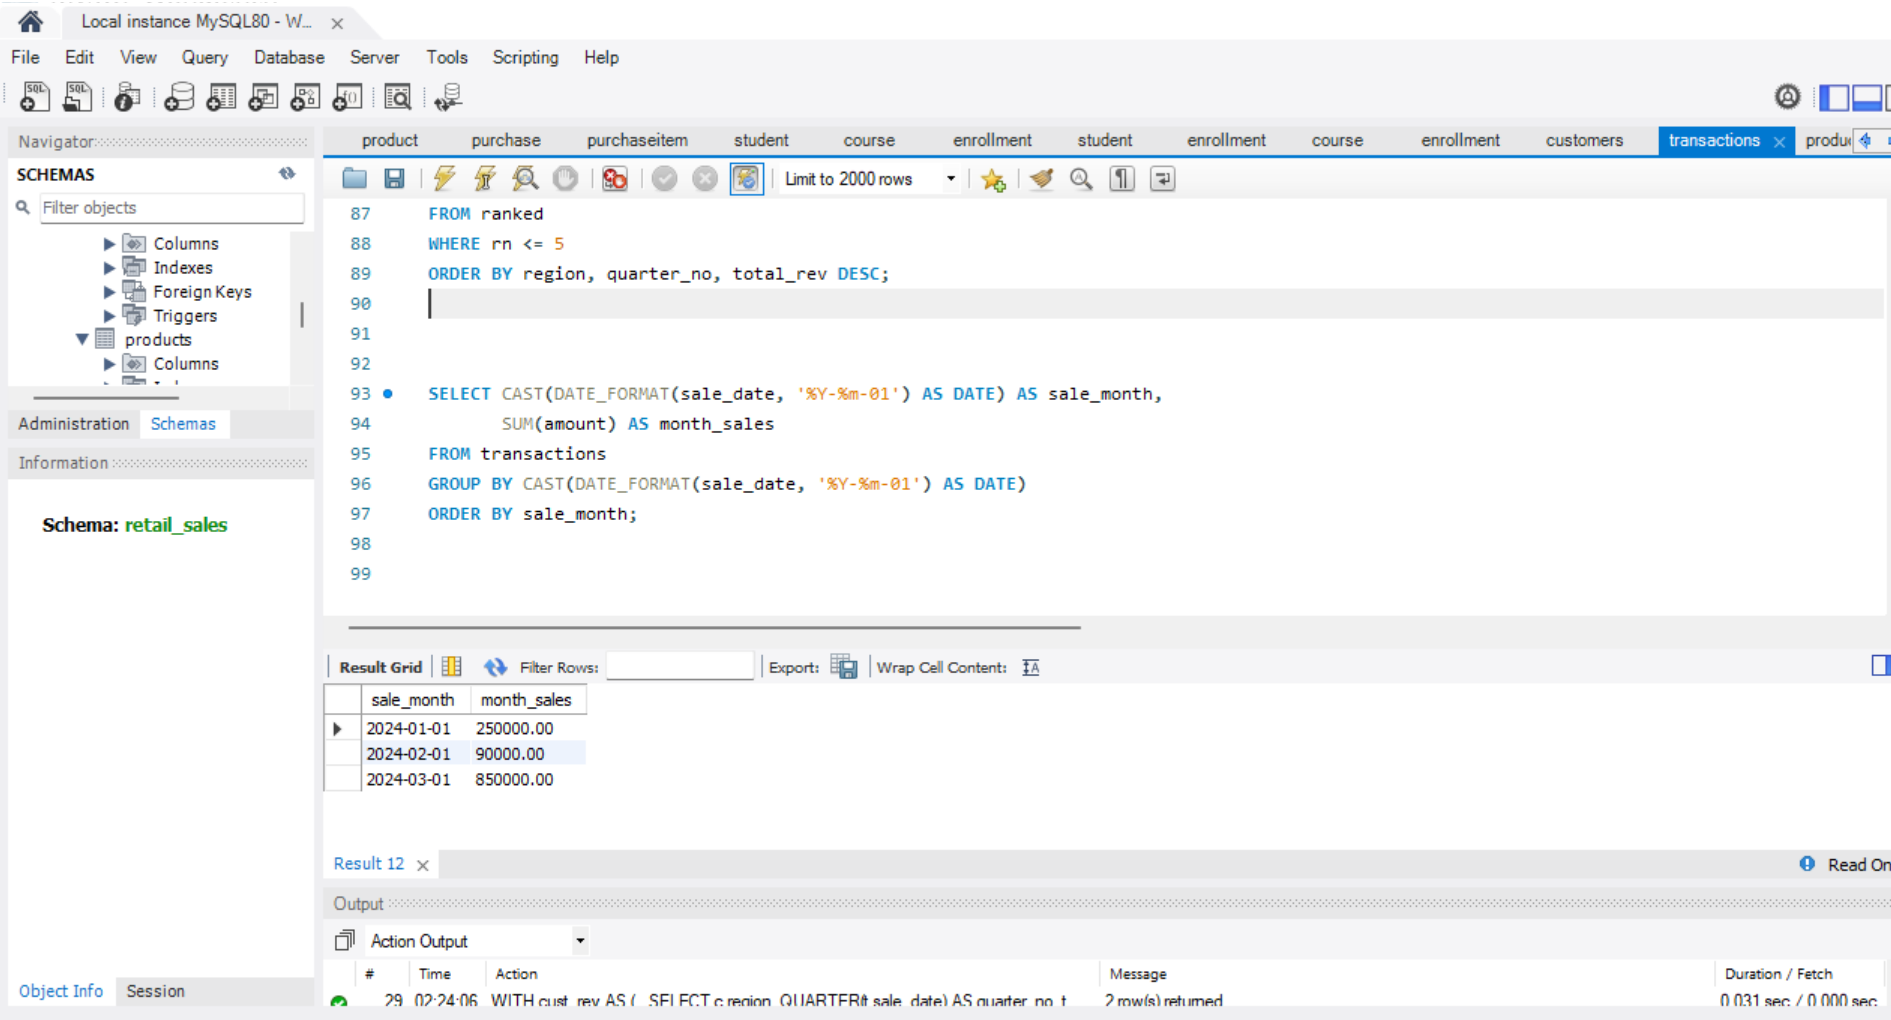 Local instance MySQL80 - W...
File Edit View Query Database Server Tools Scripting Help
Navigator
SCHEMAS
Filter objects
Columns
Indexes
Foreign Keys
Triggers
products
Columns
Administration Schemas
Information
Schema: retail_sales
Object Info Session
product purchase purchaseitem student course enrollment student enrollment course enrollment customers transactions produ
Limit to 2000 rows
87 FROM ranked
88 WHERE rn <= 5
89 ORDER BY region, quarter_no, total_rev DESC;
90
91
92
93 SELECT CAST(DATE_FORMAT(sale_date, '%Y-%m-01') AS DATE) AS sale_month,
94 SUM(amount) AS month_sales
95 FROM transactions
96 GROUP BY CAST(DATE_FORMAT(sale_date, '%Y-%m-01') AS DATE)
97 ORDER BY sale_month;
98
99
Result Grid Filter Rows: Export: Wrap Cell Content:
sale_month month_sales
2024-01-01 250000.00
2024-02-01 90000.00
2024-03-01 850000.00
Result 12
Read On
Output
Action Output
# Time Action Message Duration / Fetch
29 02:24:06 WITH cust_rev AS ( SELECT c.region, QUARTER(t.sale_date) AS quarter_no, t 2 row(s) returned 0.031 sec / 0.000 sec